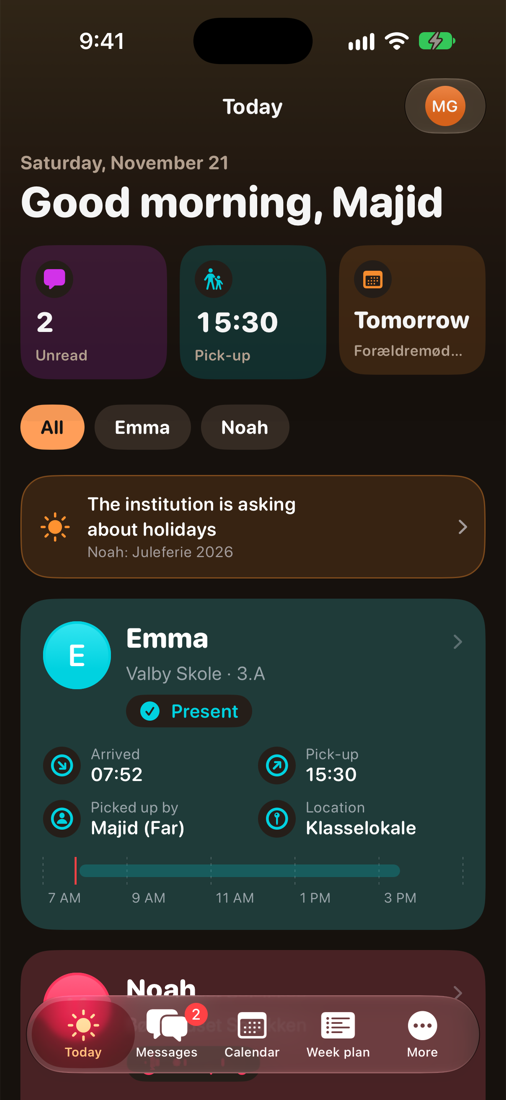 9:41
Today
MG
Saturday, November 21
Good morning, Majid
2
Unread
15:30
Pick-up
Tomorrow
Forældremød...
All
Emma
Noah
The institution is asking
about holidays
Noah: Juleferie 2026
E
Emma
Valby Skole · 3.A
Present
Arrived
07:52
Pick-up
15:30
Picked up by
Majid (Far)
Location
Klasselokale
7 AM 9 AM 11 AM 1 PM 3 PM
Noah
2
Today
Messages
Calendar
Week plan
More